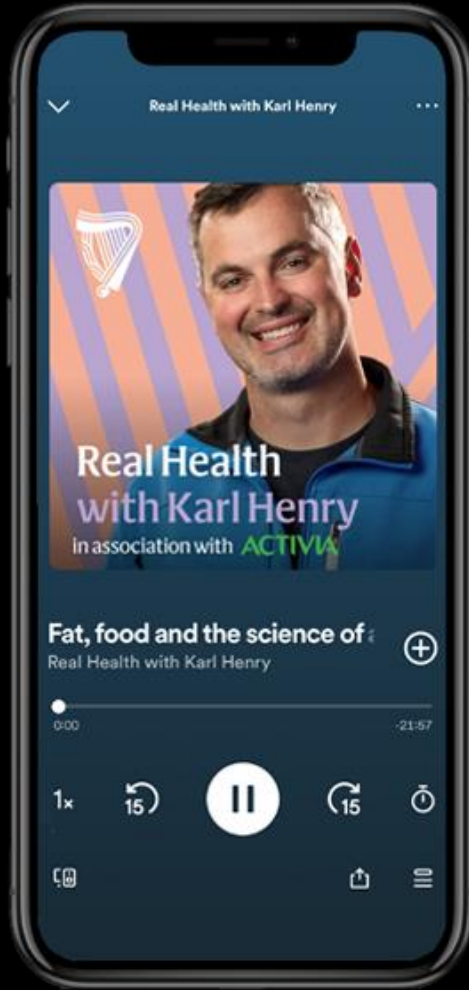 Real Health with Karl Henry
Real Health
with Karl Henry
in association with ACTIVIA
Fat, food and the science of
Real Health with Karl Henry
0:00
-21:57
1x
15
15